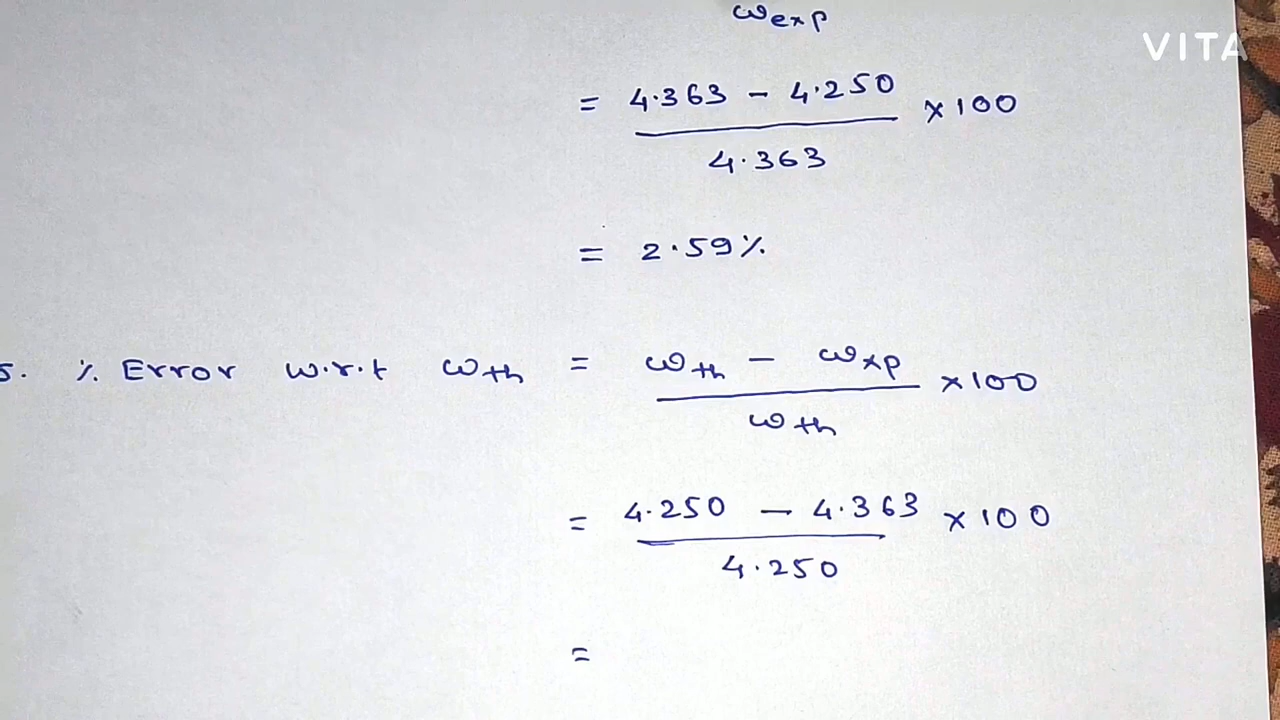 ωexp
VITA
= 4.363 - 4.250 × 100
4.363
= 2.59%
5. % Error w.r.t ωth = ωth - ωxp × 100
ωth
= 4.250 - 4.363 × 100
4.250
=